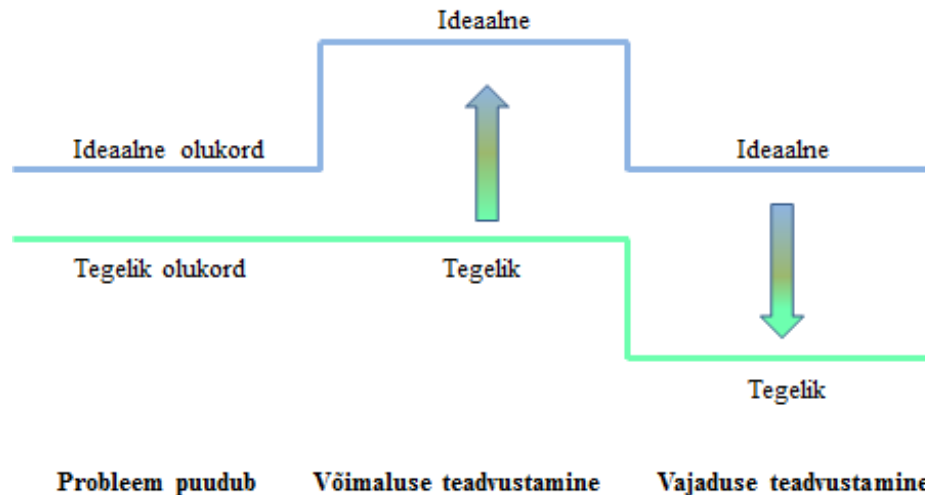 Ideaalne
Ideaalne olukord
Ideaalne
Tegelik olukord
Tegelik
Tegelik
Probleem puudub
Võimaluse teadvustamine
Vajaduse teadvustamine